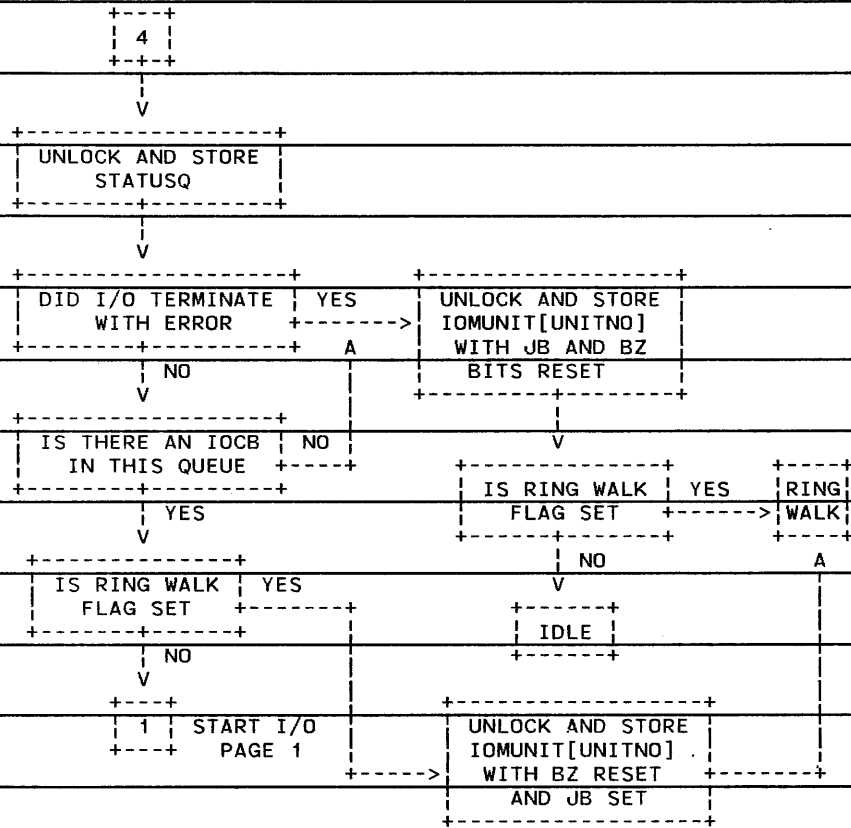 4
UNLOCK AND STORE
STATUSQ
DID I/O TERMINATE
WITH ERROR
YES
UNLOCK AND STORE
IOMUNIT[UNITNO]
WITH JB AND BZ
BITS RESET
NO
IS THERE AN IOCB
IN THIS QUEUE
NO
YES
IS RING WALK
FLAG SET
YES
RING
WALK
NO
IDLE
IS RING WALK
FLAG SET
YES
NO
1
START I/O
PAGE 1
UNLOCK AND STORE
IOMUNIT[UNITNO]
WITH BZ RESET
AND JB SET